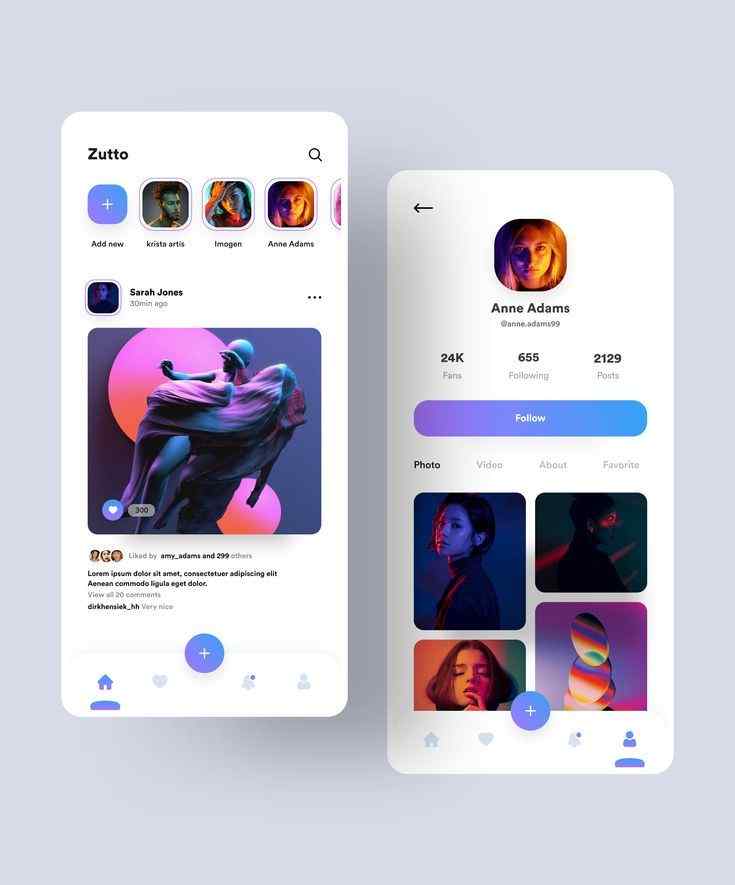 Zutto
Add new
krista artis
Imogen
Anne Adams
Sarah Jones
30min ago
300
Liked by amy_adams and 299 others
Lorem ipsum dolor sit amet, consectetuer adipiscing elit
Aenean commodo ligula eget dolor.
View all 20 comments
dirkhensiek_hh Very nice
Anne Adams
@anne.adams99
24K 655 2129
Fans Following Posts
Follow
Photo Video About Favorite